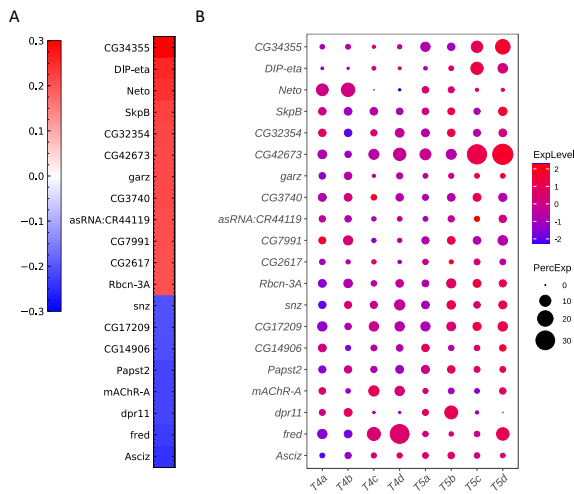 A
B
0.3
0.2
0.1
0.0
−0.1
−0.2
−0.3
CG34355
DIP-eta
Neto
SkpB
CG32354
CG42673
garz
CG3740
asRNA:CR44119
CG7991
CG2617
Rbcn-3A
snz
CG17209
CG14906
Papst2
mAChR-A
dpr11
fred
Asciz
CG34355
DIP-eta
Neto
SkpB
CG32354
CG42673
garz
CG3740
asRNA:CR44119
CG7991
CG2617
Rbcn-3A
snz
CG17209
CG14906
Papst2
mAChR-A
dpr11
fred
Asciz
T4a
T4b
T4c
T4d
T5a
T5b
T5c
T5d
ExpLevel
2
1
0
-1
-2
PercExp
0
10
20
30